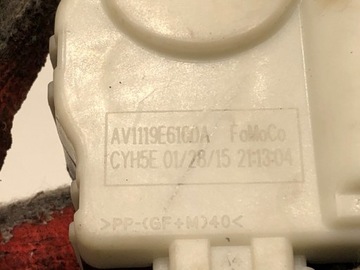 AV1119E616DA FoMoCo
CYH5E 01/28/15 21:13:04
>PP-(GF+M)40<